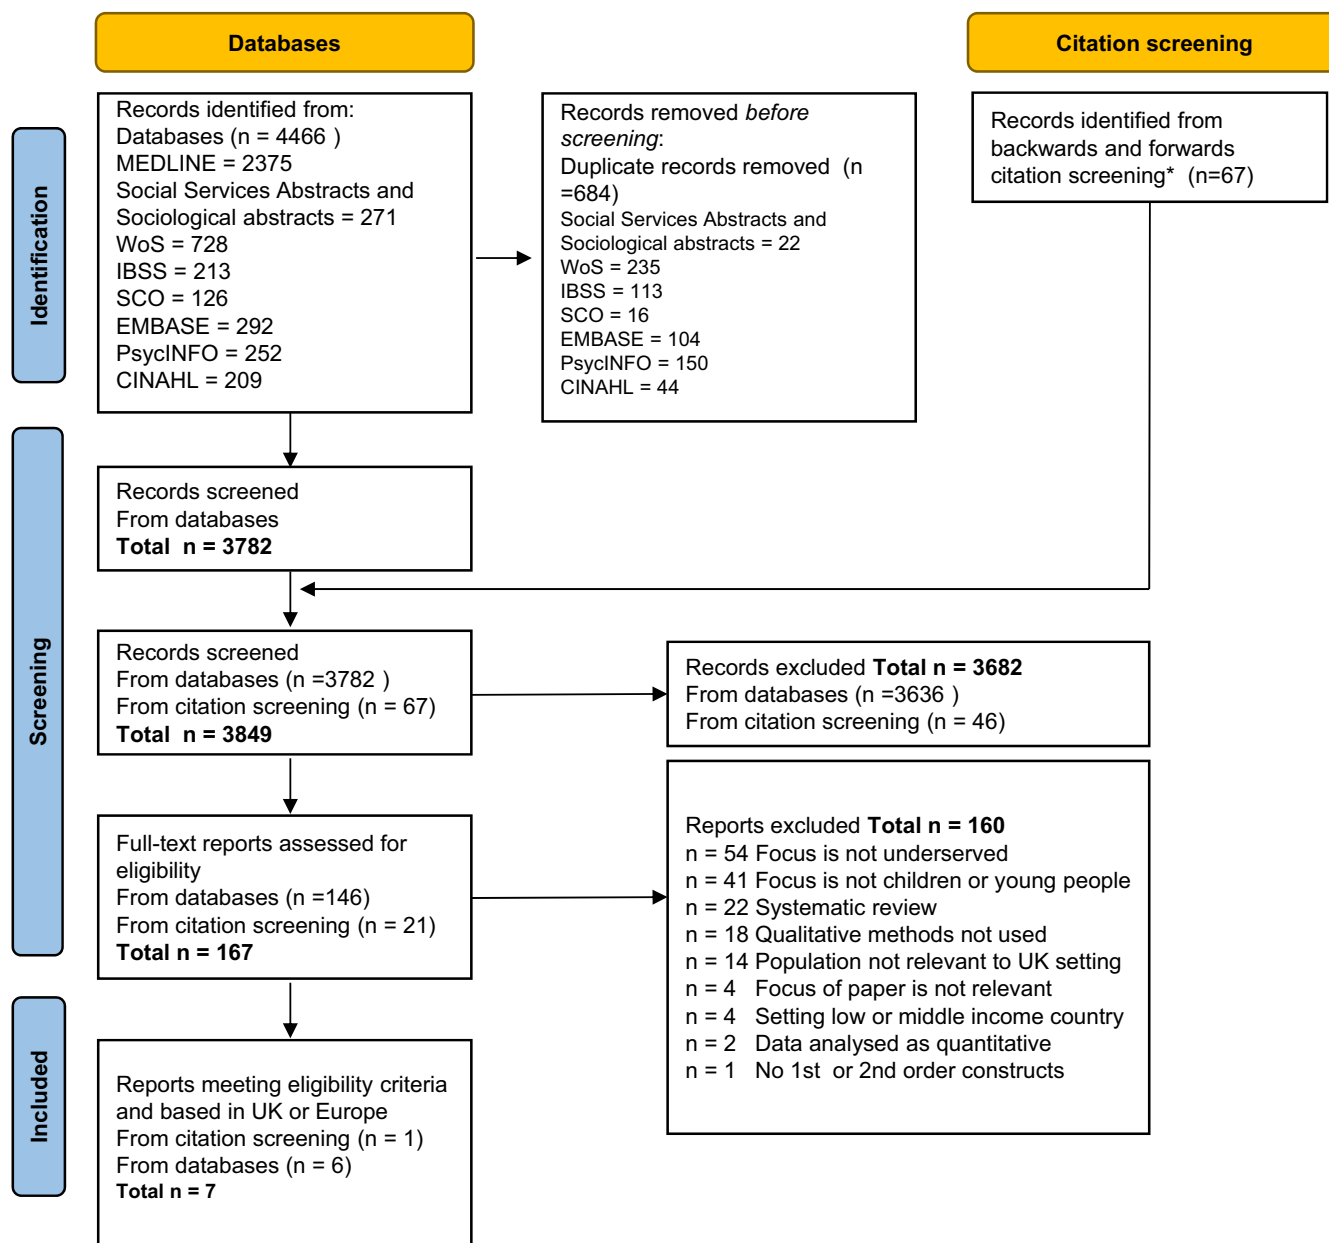 Databases
Citation screening
Identification
Records identified from:
Databases (n = 4466 )
MEDLINE = 2375
Social Services Abstracts and
Sociological abstracts = 271
WoS = 728
IBSS = 213
SCO = 126
EMBASE = 292
PsycINFO = 252
CINAHL = 209
Records removed before
screening:
Duplicate records removed  (n
=684)
Social Services Abstracts and
Sociological abstracts = 22
WoS = 235
IBSS = 113
SCO = 16
EMBASE = 104
PsycINFO = 150
CINAHL = 44
Records identified from
backwards and forwards
citation screening*  (n=67)
Screening
Records screened
From databases
Total  n = 3782
Records screened
From databases (n =3782 )
From citation screening (n = 67)
Total  n = 3849
Records excluded Total n = 3682
From databases (n =3636 )
From citation screening (n = 46)
Full-text reports assessed for
eligibility
From databases (n =146)
From citation screening (n = 21)
Total n = 167
Reports excluded Total n = 160
n = 54 Focus is not underserved
n = 41 Focus is not children or young people
n = 22 Systematic review
n = 18 Qualitative methods not used
n = 14 Population not relevant to UK setting
n = 4   Focus of paper is not relevant
n = 4   Setting low or middle income country
n = 2   Data analysed as quantitative
n = 1   No 1st  or 2nd order constructs
Included
Reports meeting eligibility criteria
and based in UK or Europe
From citation screening (n = 1)
From databases (n = 6)
Total n = 7